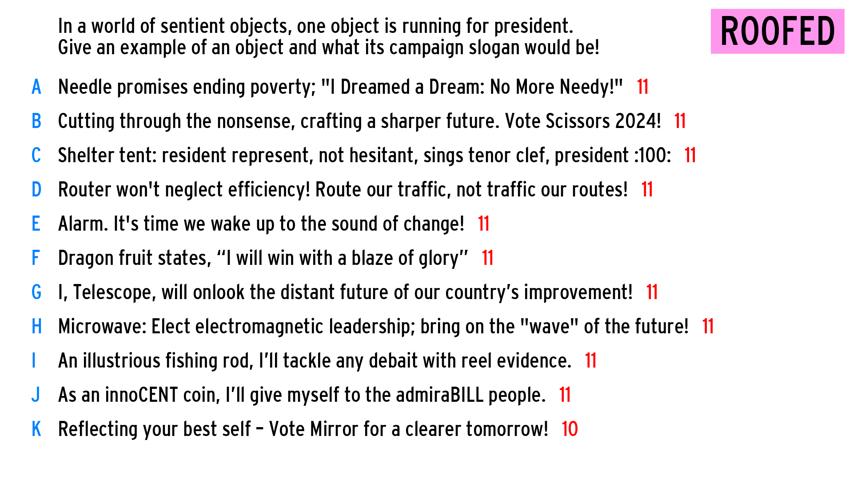 In a world of sentient objects, one object is running for president.
Give an example of an object and what its campaign slogan would be!
ROOFED
A Needle promises ending poverty; "I Dreamed a Dream: No More Needy!" 11
B Cutting through the nonsense, crafting a sharper future. Vote Scissors 2024! 11
C Shelter tent: resident represent, not hesitant, sings tenor clef, president :100: 11
D Router won't neglect efficiency! Route our traffic, not traffic our routes! 11
E Alarm. It's time we wake up to the sound of change! 11
F Dragon fruit states, “I will win with a blaze of glory” 11
G I, Telescope, will onlook the distant future of our country’s improvement! 11
H Microwave: Elect electromagnetic leadership; bring on the "wave" of the future! 11
I An illustrious fishing rod, I’ll tackle any debait with reel evidence. 11
J As an innoCENT coin, I’ll give myself to the admiraBILL people. 11
K Reflecting your best self – Vote Mirror for a clearer tomorrow! 10